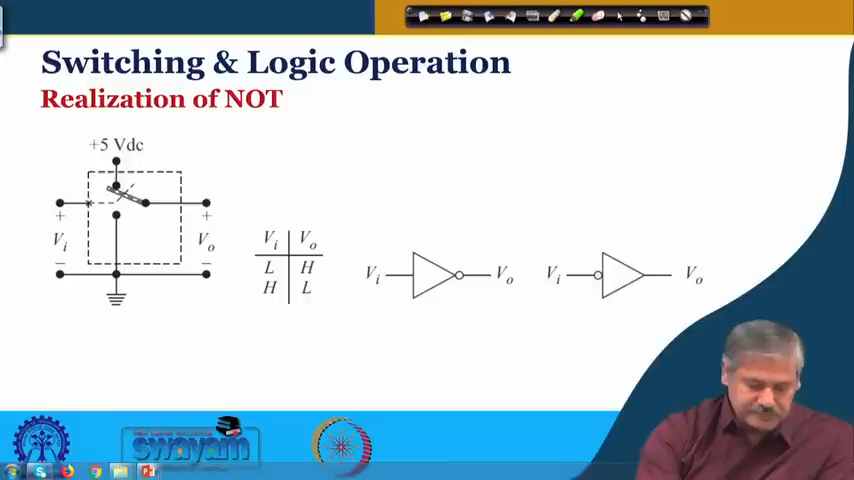 Switching & Logic Operation
Realization of NOT
+5 Vdc
+ +
Vi Vo
− −
Vi Vo
L H
H L
Vi Vo
Vi Vo
swayam